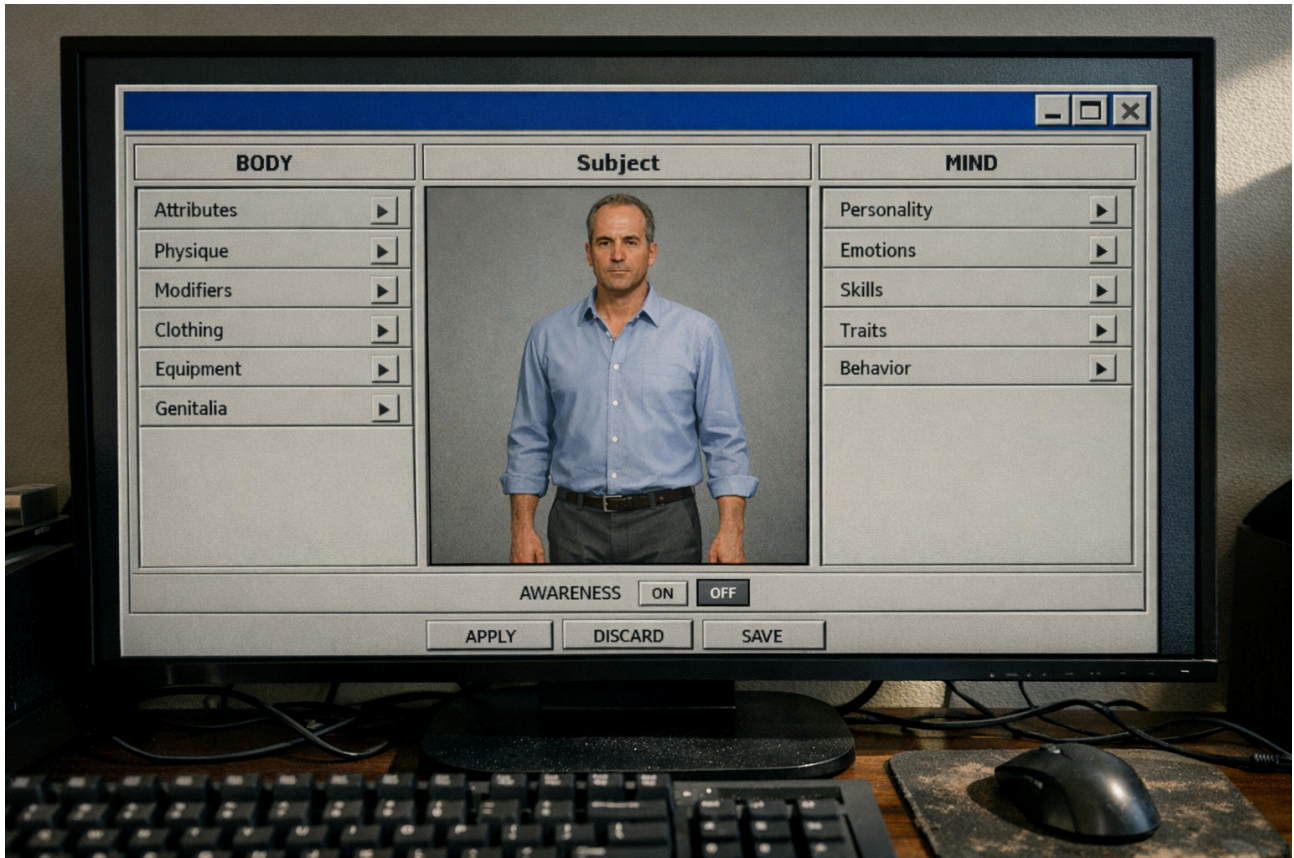 BODY
Subject
MIND
Attributes
Physique
Modifiers
Clothing
Equipment
Genitalia
Personality
Emotions
Skills
Traits
Behavior
AWARENESS ON OFF
APPLY DISCARD SAVE